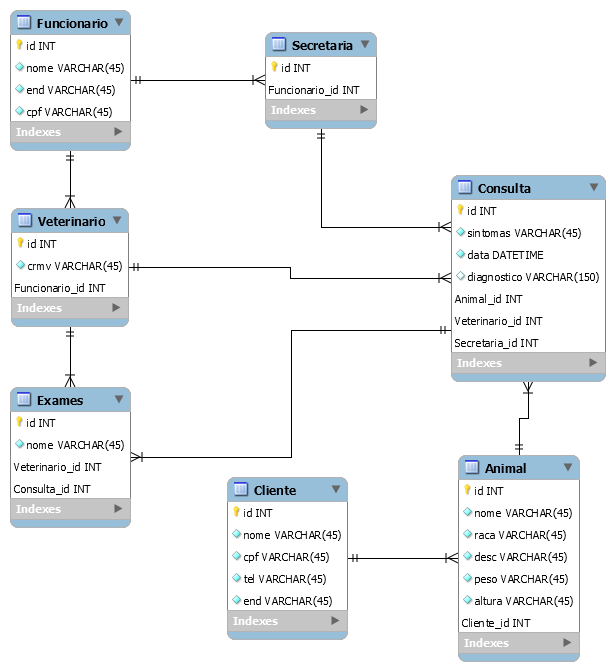 Funcionario
id INT
nome VARCHAR(45)
end VARCHAR(45)
cpf VARCHAR(45)
Indexes
Secretaria
id INT
Funcionario_id INT
Indexes
Veterinario
id INT
crmv VARCHAR(45)
Funcionario_id INT
Indexes
Consulta
id INT
sintomas VARCHAR(45)
data DATETIME
diagnostico VARCHAR(150)
Animal_id INT
Veterinario_id INT
Secretaria_id INT
Indexes
Exames
id INT
nome VARCHAR(45)
Veterinario_id INT
Consulta_id INT
Indexes
Cliente
id INT
nome VARCHAR(45)
cpf VARCHAR(45)
tel VARCHAR(45)
end VARCHAR(45)
Indexes
Animal
id INT
nome VARCHAR(45)
raca VARCHAR(45)
desc VARCHAR(45)
peso VARCHAR(45)
altura VARCHAR(45)
Cliente_id INT
Indexes